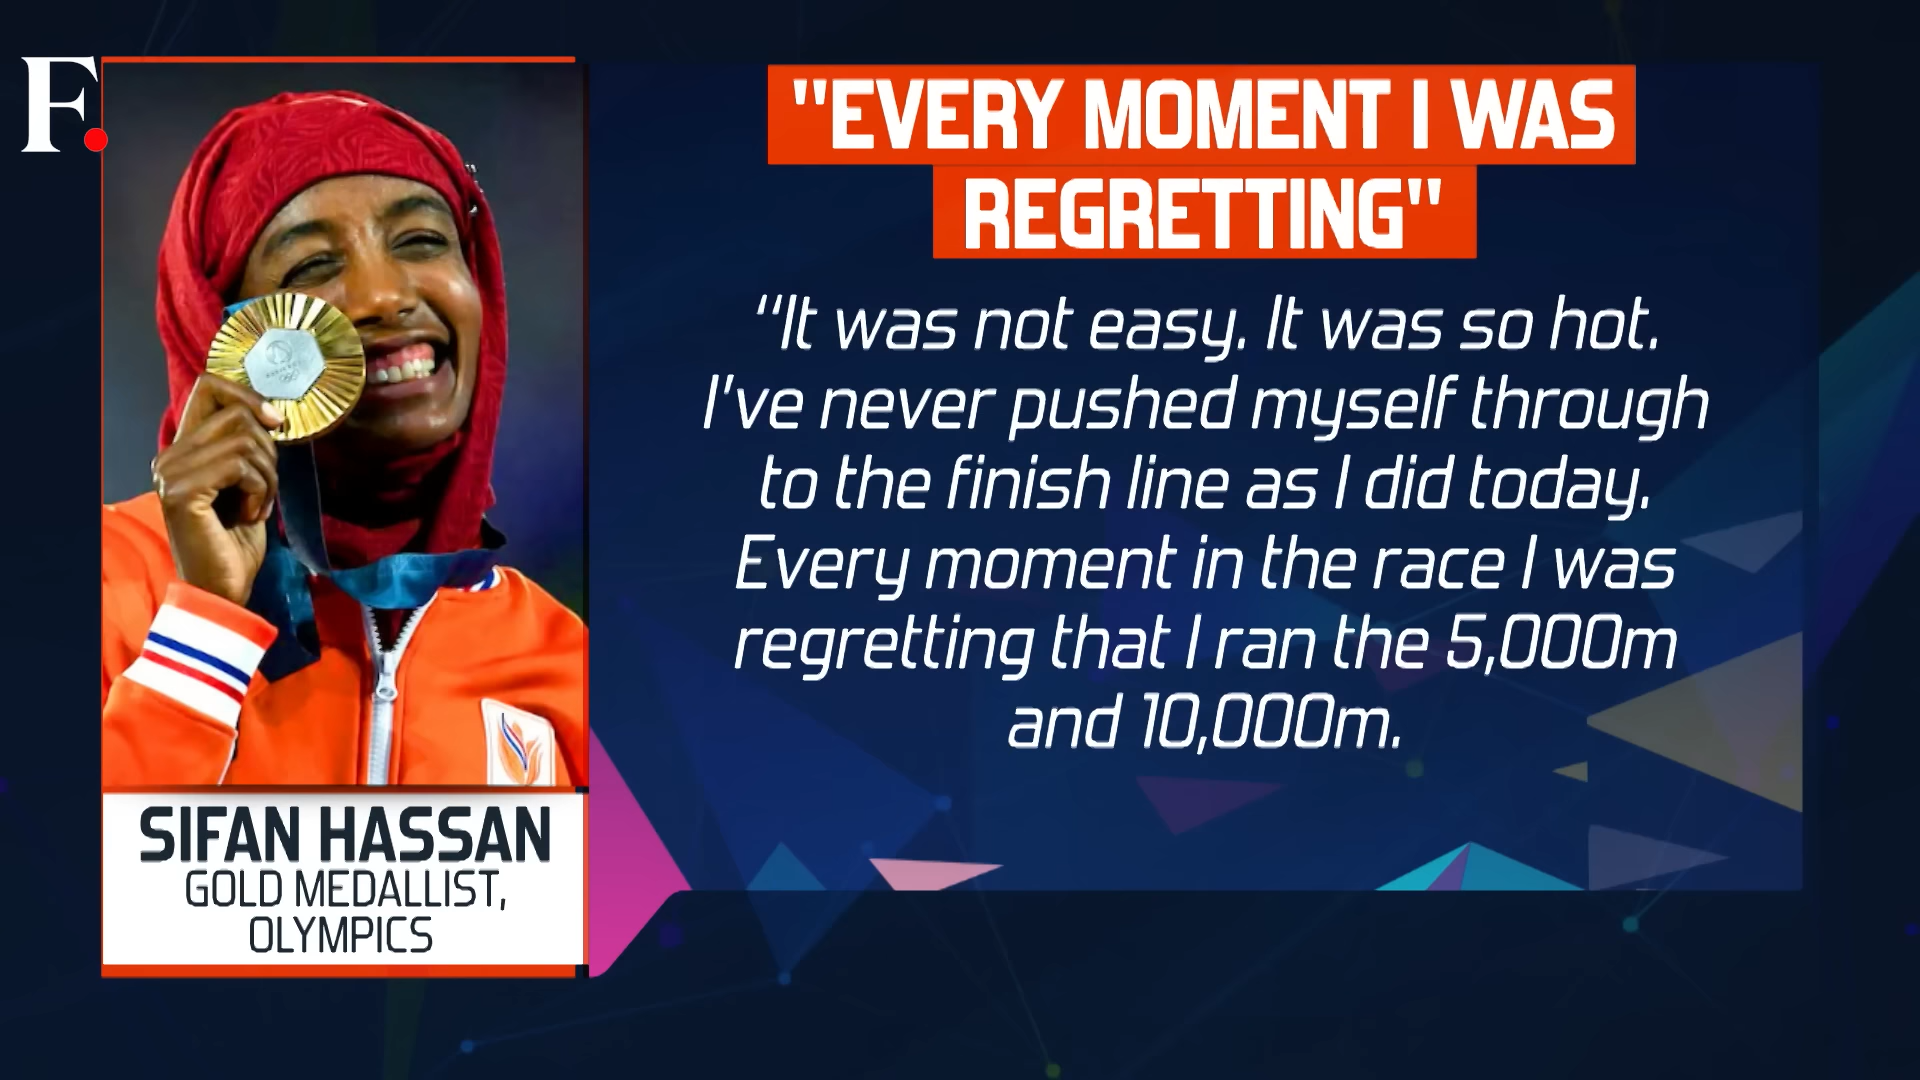 F.
"EVERY MOMENT I WAS
REGRETTING"
“It was not easy. It was so hot.
I've never pushed myself through
to the finish line as I did today.
Every moment in the race I was
regretting that I ran the 5,000m
and 10,000m.
SIFAN HASSAN
GOLD MEDALLIST,
OLYMPICS